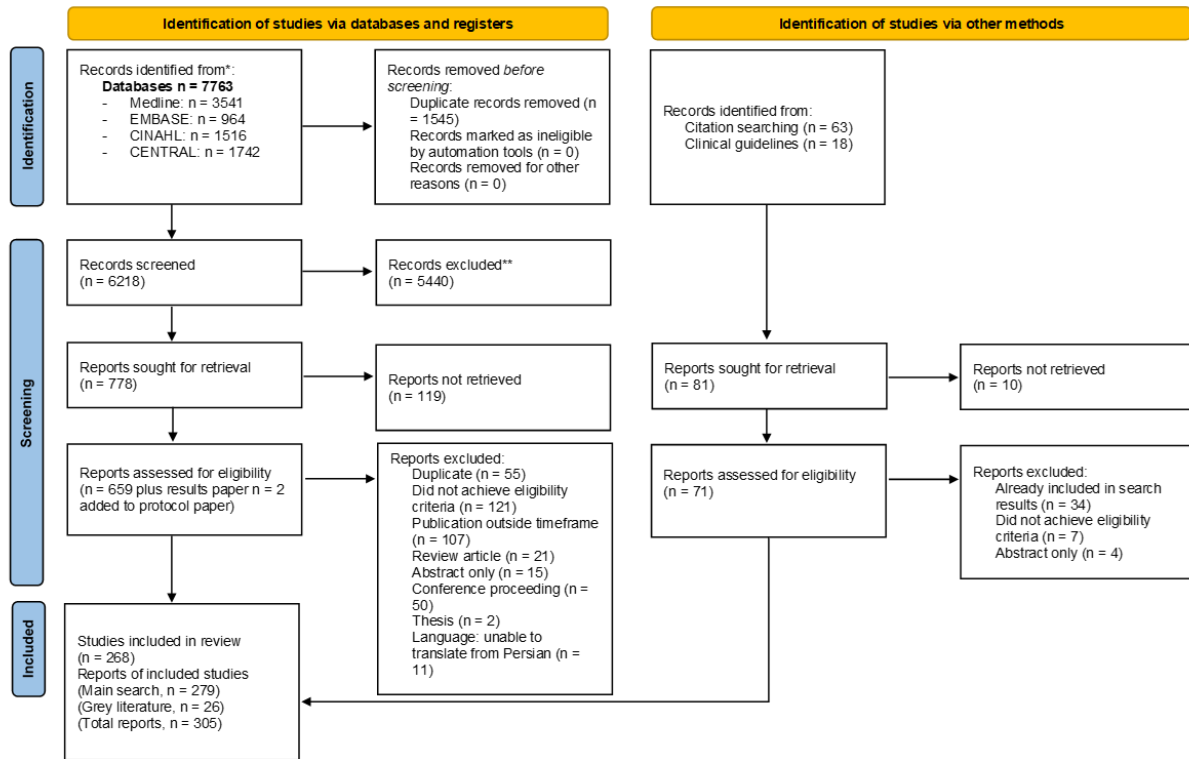 Identification of studies via databases and registers
Identification of studies via other methods
Identification
Records identified from*:
Databases n = 7763
- Medline: n = 3541
- EMBASE: n = 964
- CINAHL: n = 1516
- CENTRAL: n = 1742
Records removed before
screening:
Duplicate records removed (n
= 1545)
Records marked as ineligible
by automation tools (n = 0)
Records removed for other
reasons (n = 0)
Records identified from:
Citation searching (n = 63)
Clinical guidelines (n = 18)
Screening
Records screened
(n = 6218)
Records excluded**
(n = 5440)
Reports sought for retrieval
(n = 778)
Reports not retrieved
(n = 119)
Reports sought for retrieval
(n = 81)
Reports not retrieved
(n = 10)
Reports assessed for eligibility
(n = 659 plus results paper n = 2
added to protocol paper)
Reports excluded:
Duplicate (n = 55)
Did not achieve eligibility
criteria (n = 121)
Publication outside timeframe
(n = 107)
Review article (n = 21)
Abstract only (n = 15)
Conference proceeding (n =
50)
Thesis (n = 2)
Language: unable to
translate from Persian (n =
11)
Reports assessed for eligibility
(n = 71)
Reports excluded:
Already included in search
results (n = 34)
Did not achieve eligibility
criteria (n = 7)
Abstract only (n = 4)
Included
Studies included in review
(n = 268)
Reports of included studies
(Main search, n = 279)
(Grey literature, n = 26)
(Total reports, n = 305)